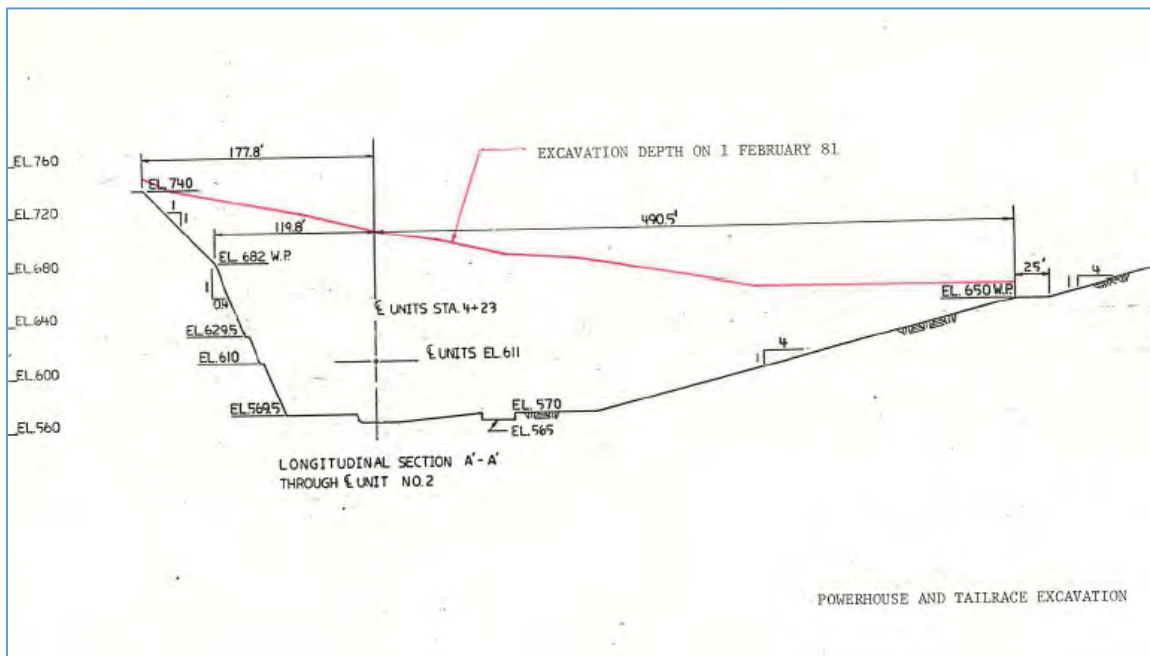 177.8'
EXCAVATION DEPTH ON 1 FEBRUARY 81
EL.760
EL. 740
1
1
EL.720
119.8'
490.5'
EL. 682 W.P.
EL.680
25'
1
4
EL. 650 W.P.
1
0.4
℄ UNITS STA. 4+23
EL.640
EL.629.5
4
1
℄ UNITS EL.611
EL.610
EL.600
EL.569.5
EL. 570
EL.560
EL.565
LONGITUDINAL SECTION A'-A'
THROUGH ℄ UNIT NO.2
POWERHOUSE AND TAILRACE EXCAVATION